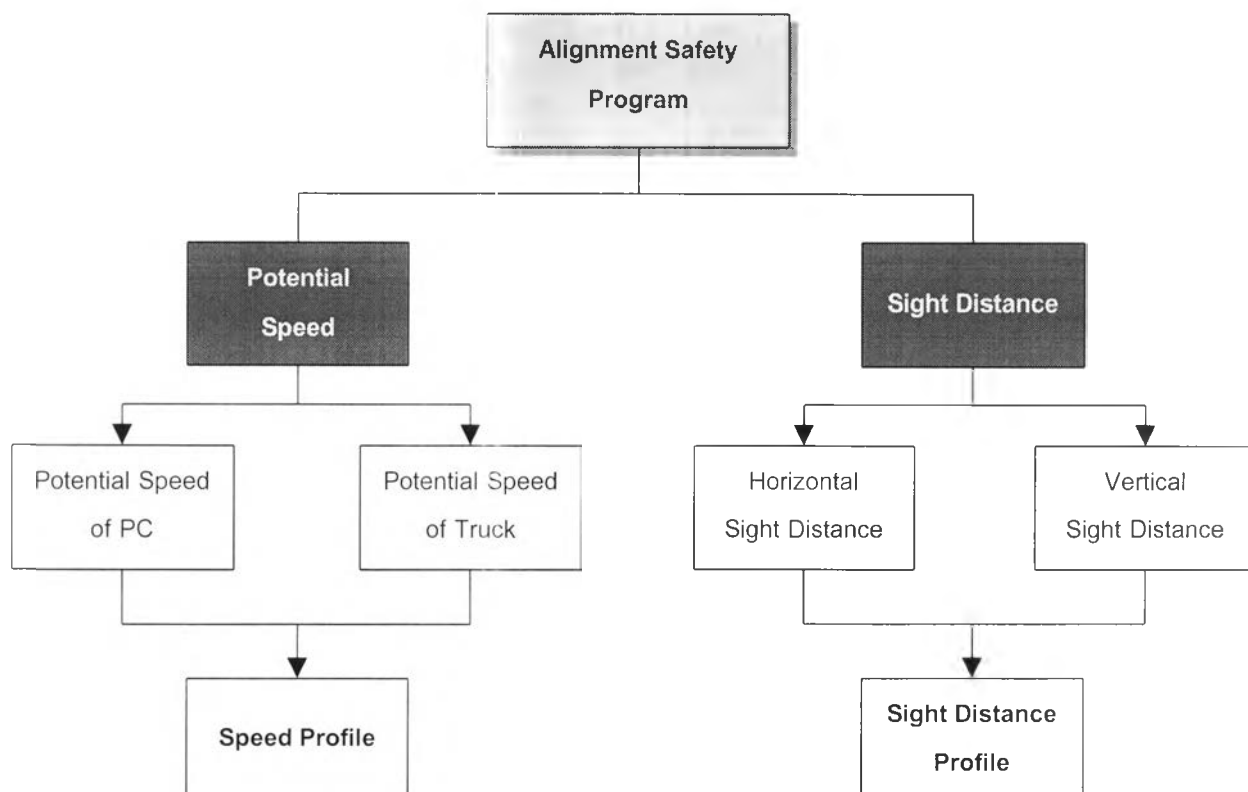 Alignment Safety
Program
Potential
Speed
Sight Distance
Potential Speed
of PC
Potential Speed
of Truck
Horizontal
Sight Distance
Vertical
Sight Distance
Speed Profile
Sight Distance
Profile